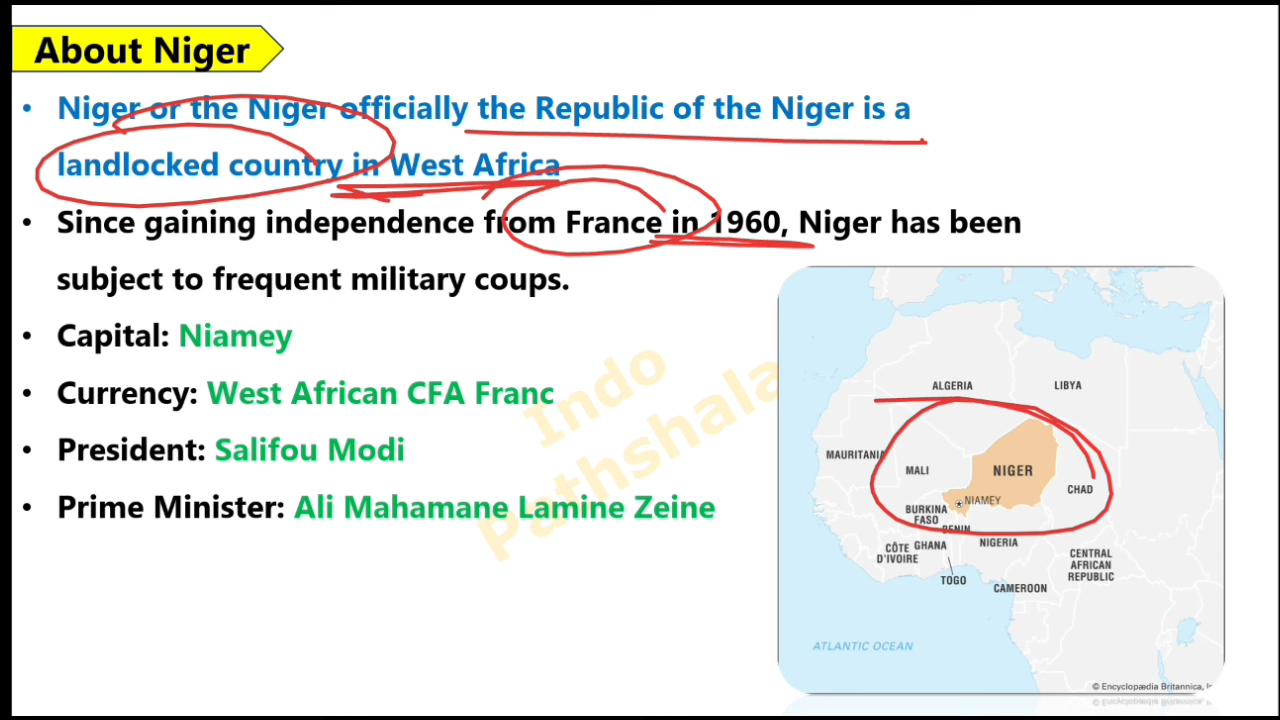 About Niger
• Niger or the Niger officially the Republic of the Niger is a
landlocked country in West Africa
• Since gaining independence from France in 1960, Niger has been
subject to frequent military coups.
• Capital: Niamey
• Currency: West African CFA Franc
• President: Salifou Modi
• Prime Minister: Ali Mahamane Lamine Zeine
Indo
Pathshala
ALGERIA
LIBYA
MAURITANIA
MALI
NIGER
CHAD
NIAMEY
BURKINA
FASO
BENIN
CÔTE
D'IVOIRE
GHANA
NIGERIA
TOGO
CENTRAL
AFRICAN
REPUBLIC
CAMEROON
ATLANTIC OCEAN
© Encyclopædia Britannica,